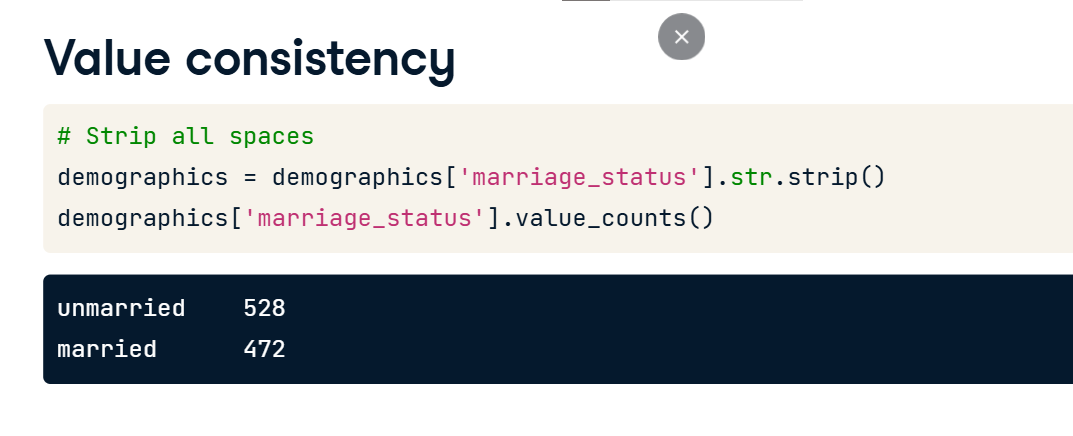 Value consistency
# Strip all spaces
demographics = demographics['marriage_status'].str.strip()
demographics['marriage_status'].value_counts()
unmarried    528
married      472